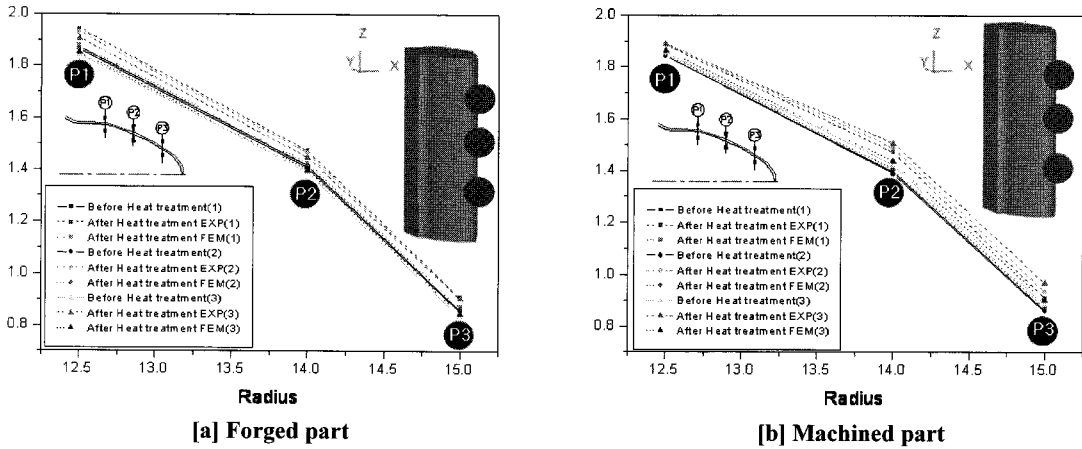 2.0
1.8
1.6
1.4
1.2
1.0
0.8
P1
P2
P3
P1
P2
P3
Z
Y
X
Before Heat treatment(1)
After Heat treatment EXP(1)
After Heat treatment FEM(1)
Before Heat treatment(2)
After Heat treatment EXP(2)
After Heat treatment FEM(2)
Before Heat treatment(3)
After Heat treatment EXP(3)
After Heat treatment FEM(3)
12.5 13.0 13.5 14.0 14.5 15.0
Radius
[a] Forged part
2.0
1.8
1.6
1.4
1.2
1.0
0.8
P1
P2
P3
P1
P2
P3
Z
Y
X
Before Heat treatment(1)
After Heat treatment EXP(1)
After Heat treatment FEM(1)
Before Heat treatment(2)
After Heat treatment EXP(2)
After Heat treatment FEM(2)
Before Heat treatment(3)
After Heat treatment EXP(3)
After Heat treatment FEM(3)
12.5 13.0 13.5 14.0 14.5 15.0
Radius
[b] Machined part